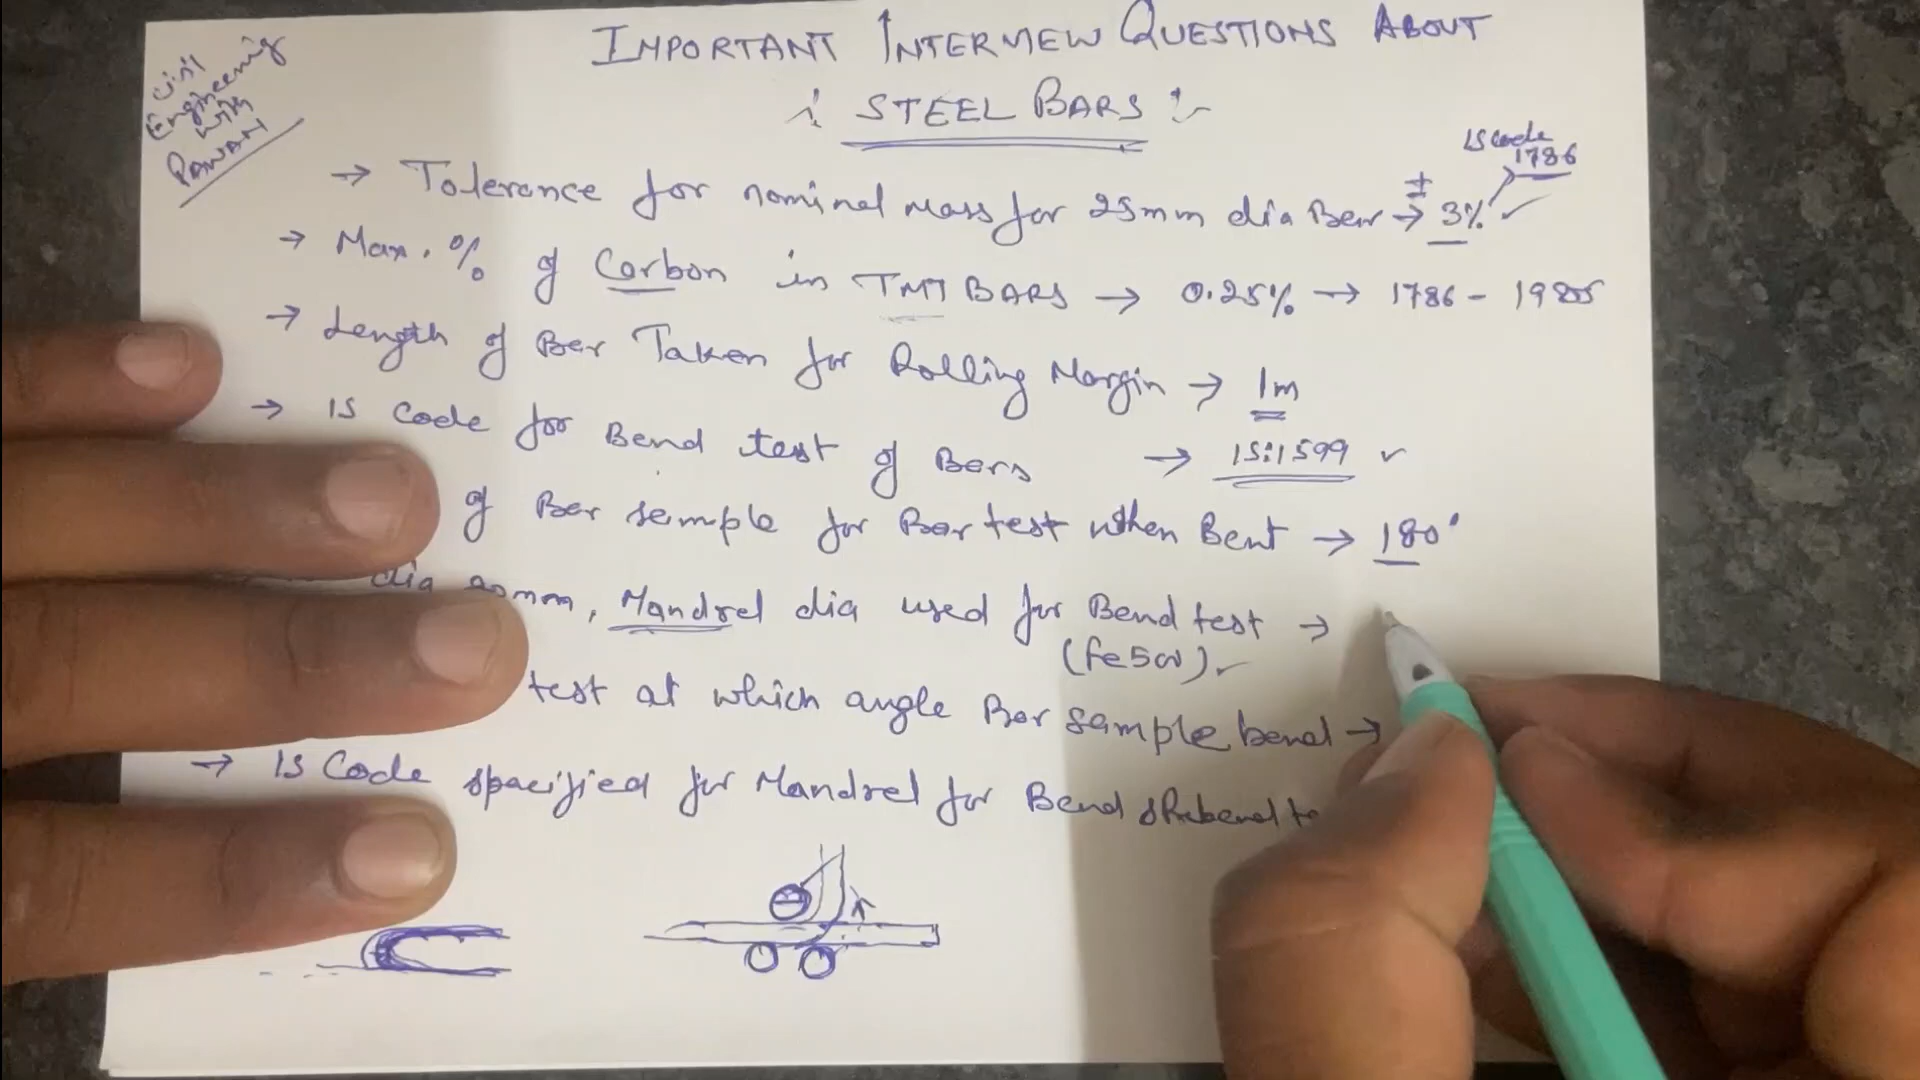 Civil
Engineering
with
PAWAN
IMPORTANT INTERVIEW QUESTIONS ABOUT
STEEL BARS :-
IS code
1786
→ Tolerance for nominal mass for 25mm dia Bar → ± 3% ✓
→ Max. % of Carbon in TMT BARS → 0.25% → 1786 - 1985
→ Length of Bar Taken for Rolling Margin → 1m
→ IS Code for Bend test of Bars → IS:1599 ✓
of Bar sample for Bar test when Bent → 180°
dia 20mm, Mandrel dia used for Bend test →
(fe500) ✓
test at which angle Bar sample bend →
→ IS Code specified for Mandrel for Bend & Rebend te